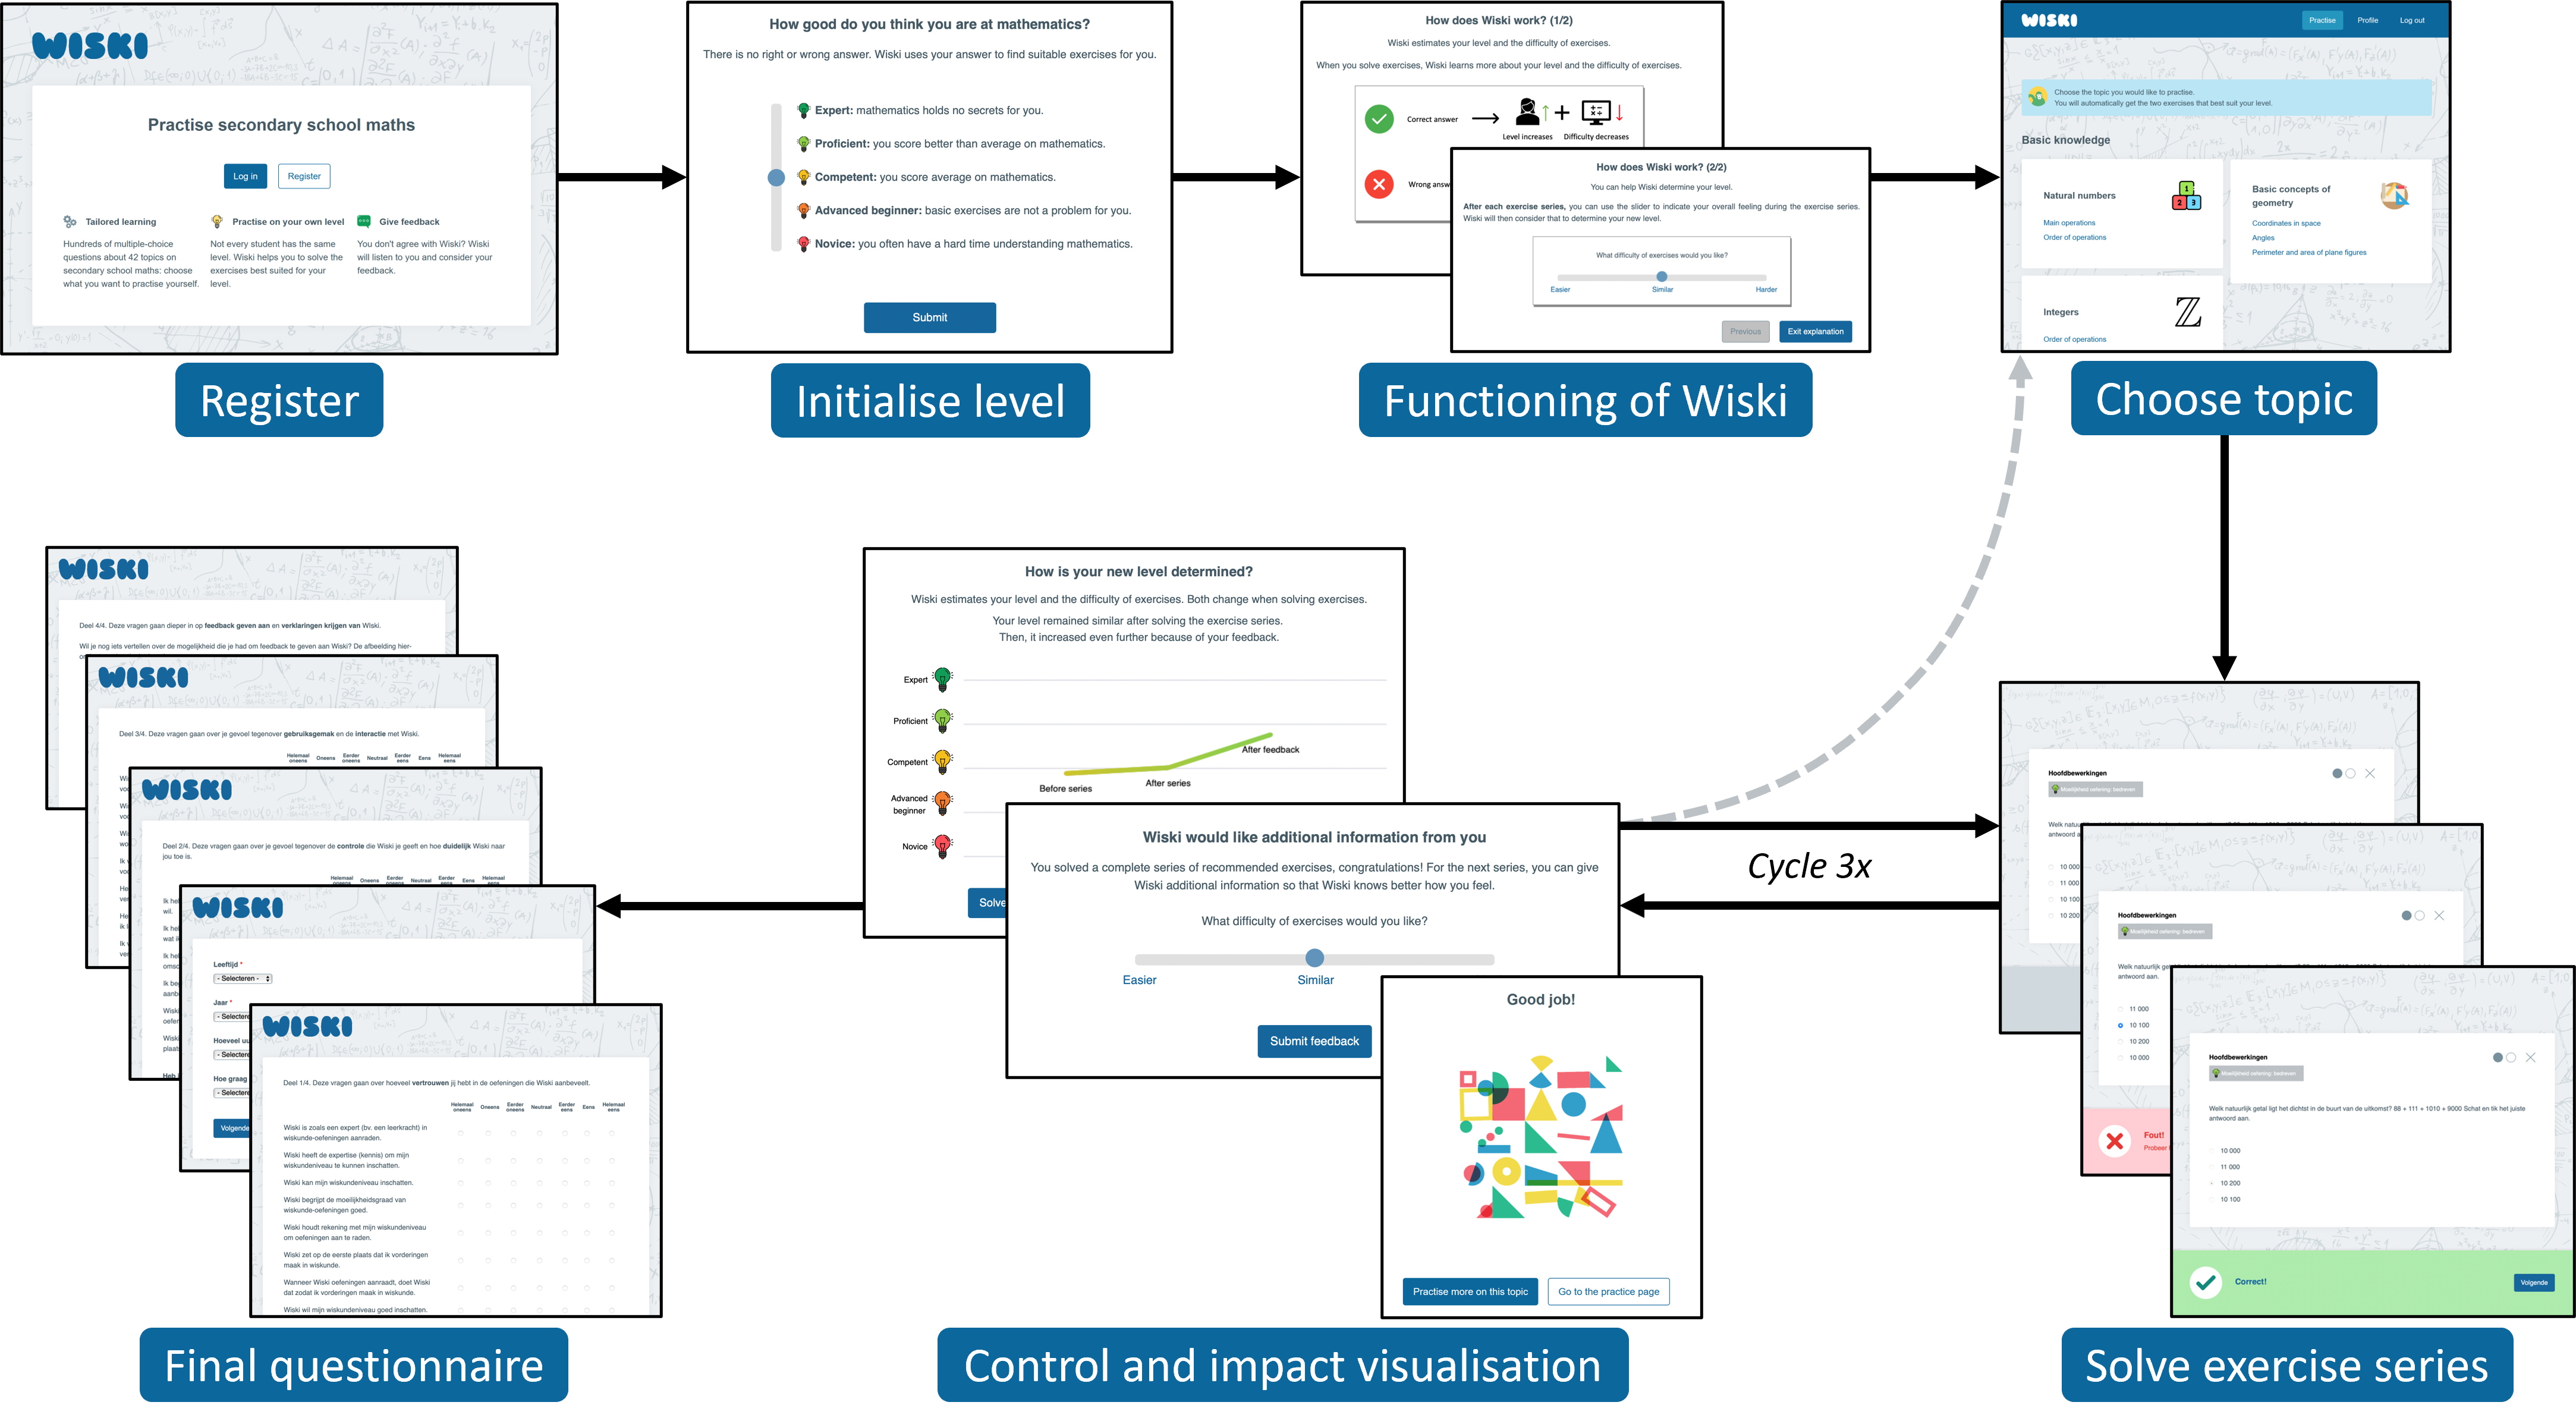 WISKI
Practise secondary school maths
Log in
Register
Tailored learning
Hundreds of multiple-choice
questions about 42 topics on
secondary school maths: choose
what you want to practise yourself.
Practise on your own level
Not every student has the same
level. Wiski helps you to solve the
exercises best suited for your
level.
Give feedback
You don't agree with Wiski? Wiski
will listen to you and consider your
feedback.
Register
How good do you think you are at mathematics?
There is no right or wrong answer. Wiski uses your answer to find suitable exercises for you.
Expert: mathematics holds no secrets for you.
Proficient: you score better than average on mathematics.
Competent: you score average on mathematics.
Advanced beginner: basic exercises are not a problem for you.
Novice: you often have a hard time understanding mathematics.
Submit
Initialise level
How does Wiski work? (1/2)
Wiski estimates your level and the difficulty of exercises.
When you solve exercises, Wiski learns more about your level and the difficulty of exercises.
Correct answer
Level increases
Difficulty decreases
Wrong answ
How does Wiski work? (2/2)
You can help Wiski determine your level.
After each exercise series, you can use the slider to indicate your overall feeling during the exercise series.
Wiski will then consider that to determine your new level.
What difficulty of exercises would you like?
Easier Similar Harder
Previous
Exit explanation
Functioning of Wiski
WISKI
Practise Profile Log out
Choose the topic you would like to practise.
You will automatically get the two exercises that best suit your level.
Basic knowledge
Natural numbers
1
2 3
Main operations
Order of operations
Basic concepts of
geometry
Coordinates in space
Angles
Perimeter and area of plane figures
Integers
ℤ
Order of operations
Choose topic
WISKI
Deel 4/4. Deze vragen gaan dieper in op feedback geven aan en verklaringen krijgen van Wiski.
Wil je nog iets vertellen over de mogelijkheid die je had om feedback te geven aan Wiski? De afbeelding hier-
WISKI
Deel 3/4. Deze vragen gaan over je gevoel tegenover gebruiksgemak en de interactie met Wiski.
Helemaal oneens Oneens Eerder oneens Neutraal Eerder eens Eens Helemaal eens
WISKI
Deel 2/4. Deze vragen gaan over je gevoel tegenover de controle die Wiski je geeft en hoe duidelijk Wiski naar
jou toe is.
Helemaal oneens Oneens Eerder oneens Neutraal Eerder eens Eens Helemaal eens
WISKI
Leeftijd *
- Selecteren -
Jaar *
- Selectere
Hoeveel uu
- Selectere
Hoe graag
- Selectere
Volgende
WISKI
Deel 1/4. Deze vragen gaan over hoeveel vertrouwen jij hebt in de oefeningen die Wiski aanbeveelt.
Helemaal oneens Oneens Eerder oneens Neutraal Eerder eens Eens Helemaal eens
Wiski is zoals een expert (bv. een leerkracht) in
wiskunde-oefeningen aanraden.
Wiski heeft de expertise (kennis) om mijn
wiskundeniveau te kunnen inschatten.
Wiski kan mijn wiskundeniveau inschatten.
Wiski begrijpt de moeilijkheidsgraad van
wiskunde-oefeningen goed.
Wiski houdt rekening met mijn wiskundeniveau
om oefeningen aan te raden.
Wiski zet op de eerste plaats dat ik vorderingen
maak in wiskunde.
Wanneer Wiski oefeningen aanraadt, doet Wiski
dat zodat ik vorderingen maak in wiskunde.
Wiski wil mijn wiskundeniveau goed inschatten.
Final questionnaire
How is your new level determined?
Wiski estimates your level and the difficulty of exercises. Both change when solving exercises.
Your level remained similar after solving the exercise series.
Then, it increased even further because of your feedback.
Expert
Proficient
Competent
Advanced
beginner
Novice
Before series
After series
After feedback
Solve
Wiski would like additional information from you
You solved a complete series of recommended exercises, congratulations! For the next series, you can give
Wiski additional information so that Wiski knows better how you feel.
What difficulty of exercises would you like?
Easier Similar
Submit feedback
Good job!
Practise more on this topic
Go to the practice page
Control and impact visualisation
Cycle 3x
Hoofdbewerkingen
Moeilijkheid oefening: bedreven
Welk natuu
antwoord a
10 000
11 000
10 100
10 200
Hoofdbewerkingen
Moeilijkheid oefening: bedreven
Welk natuurlijk ge
antwoord aan.
11 000
10 100
10 200
10 000
Fout!
Probeer
Hoofdbewerkingen
Moeilijkheid oefening: bedreven
Welk natuurlijk getal ligt het dichtst in de buurt van de uitkomst? 88 + 111 + 1010 + 9000 Schat en tik het juiste
antwoord aan.
10 000
11 000
10 200
10 100
Correct!
Volgende
Solve exercise series